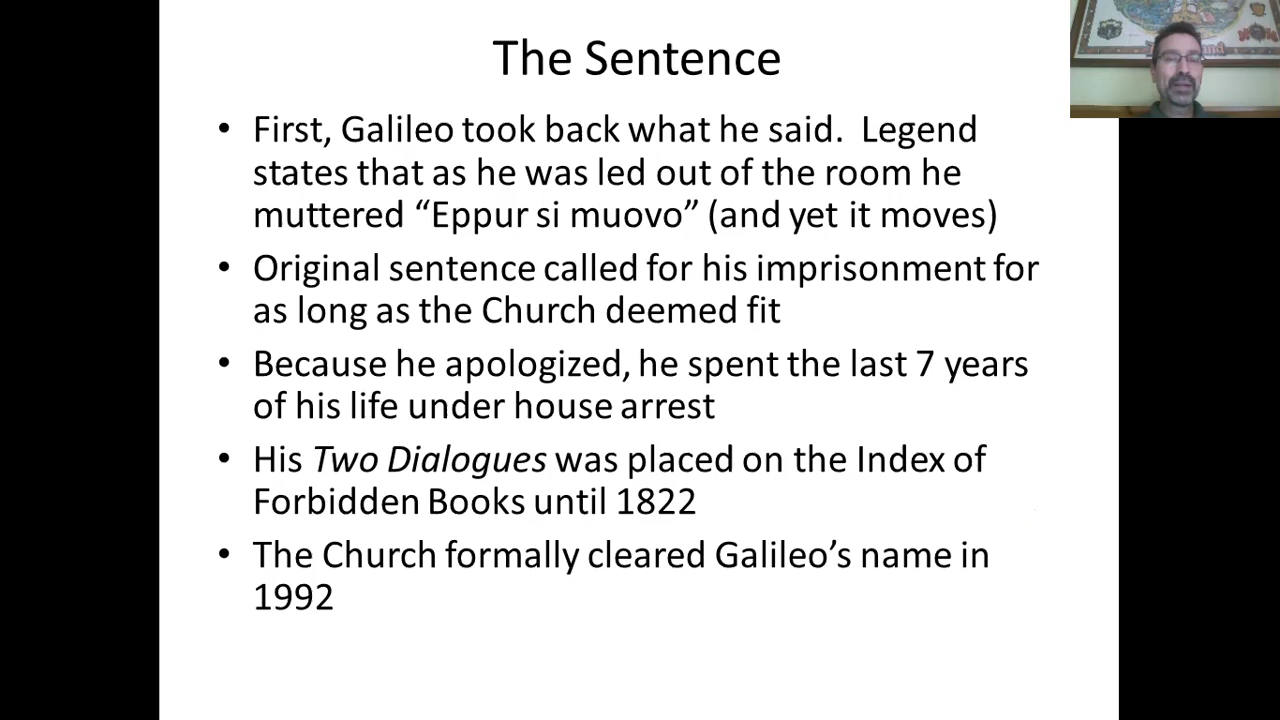 The Sentence
• First, Galileo took back what he said.  Legend
states that as he was led out of the room he
muttered “Eppur si muovo” (and yet it moves)
• Original sentence called for his imprisonment for
as long as the Church deemed fit
• Because he apologized, he spent the last 7 years
of his life under house arrest
• His Two Dialogues was placed on the Index of
Forbidden Books until 1822
• The Church formally cleared Galileo’s name in
1992